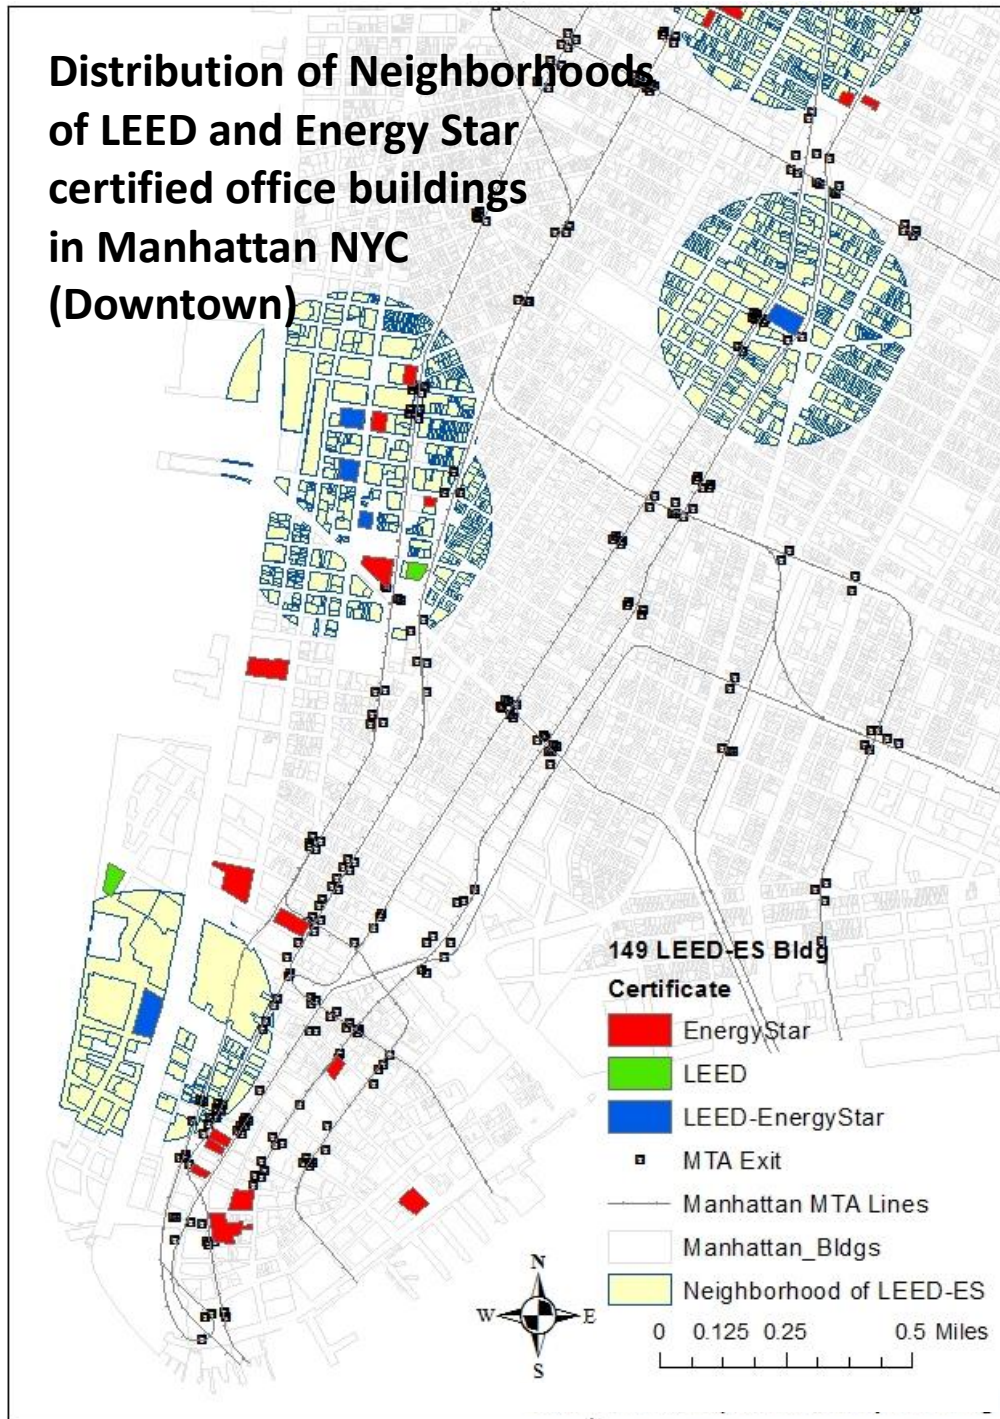 Distribution of Neighborhoods
of LEED and Energy Star
certified office buildings
in Manhattan NYC
(Downtown)
149 LEED-ES Bldg
Certificate
EnergyStar
LEED
LEED-EnergyStar
MTA Exit
Manhattan MTA Lines
Manhattan_Bldgs
Neighborhood of LEED-ES
N
W E
S
0 0.125 0.25 0.5 Miles